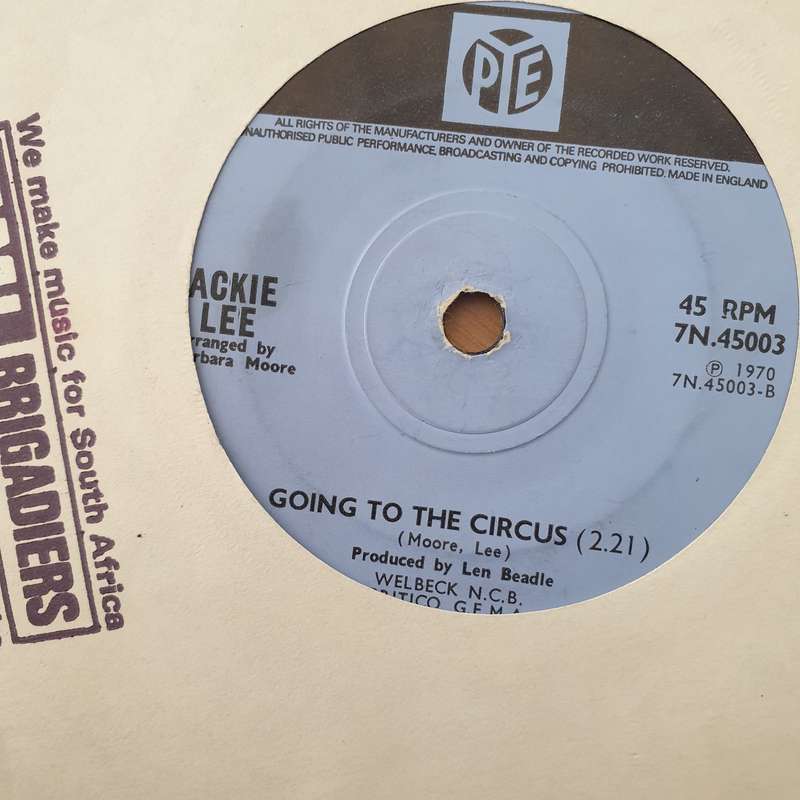 PYE
ALL RIGHTS OF THE MANUFACTURERS AND OWNER OF THE RECORDED WORK RESERVED.
NAUTHORISED PUBLIC PERFORMANCE, BROADCASTING AND COPYING PROHIBITED. MADE IN ENGLAND
ACKIE
LEE
rranged by
rbara Moore
45 RPM
7N.45003
Ⓟ 1970
7N.45003-B
GOING TO THE CIRCUS (2.21)
(Moore, Lee)
Produced by Len Beadle
WELBECK N.C.B.
BRITICO G.E.M.A.
We make music for South Africa
BRIGADIERS